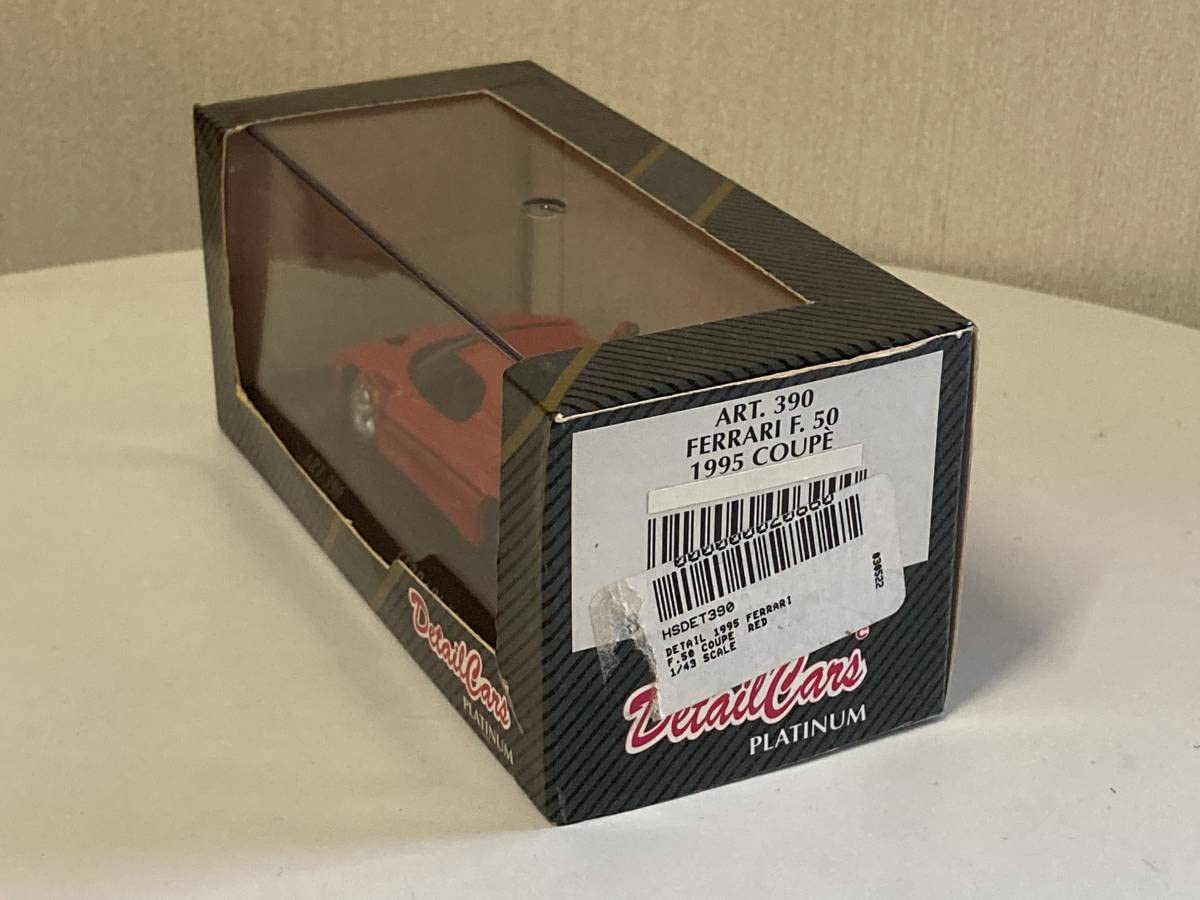 ART. 390
FERRARI F. 50
1995 COUPÈ
HSDET390
DETAIL 1995 FERRARI
F.50 COUPE RED
1/43 SCALE
030522
DetailCars
PLATINUM
DetailCars
PLATINUM